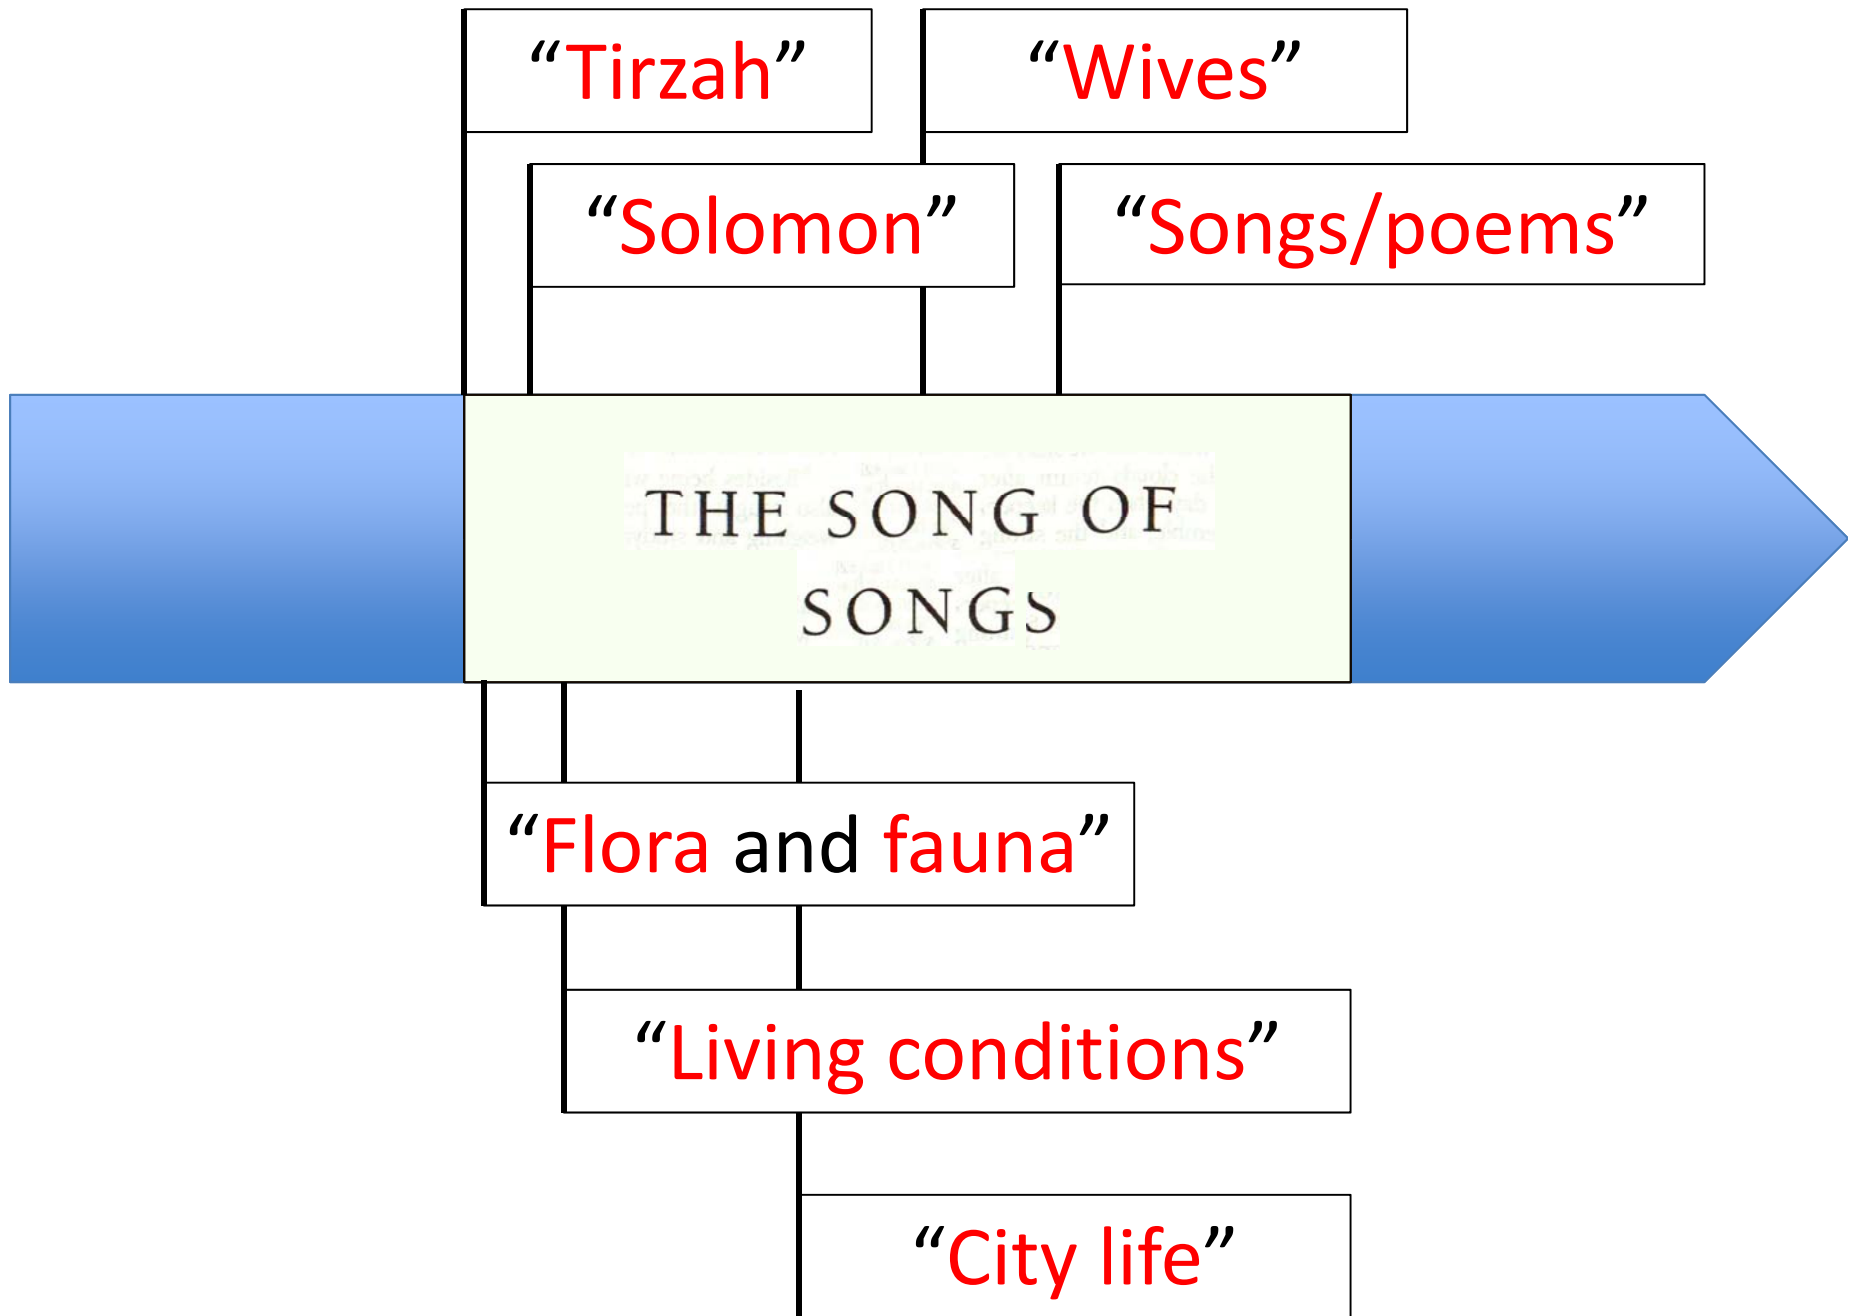 “Tirzah”
“Wives”
“Solomon”
“Songs/poems”
THE SONG OF
SONGS
“Flora and fauna”
“Living conditions”
“City life”